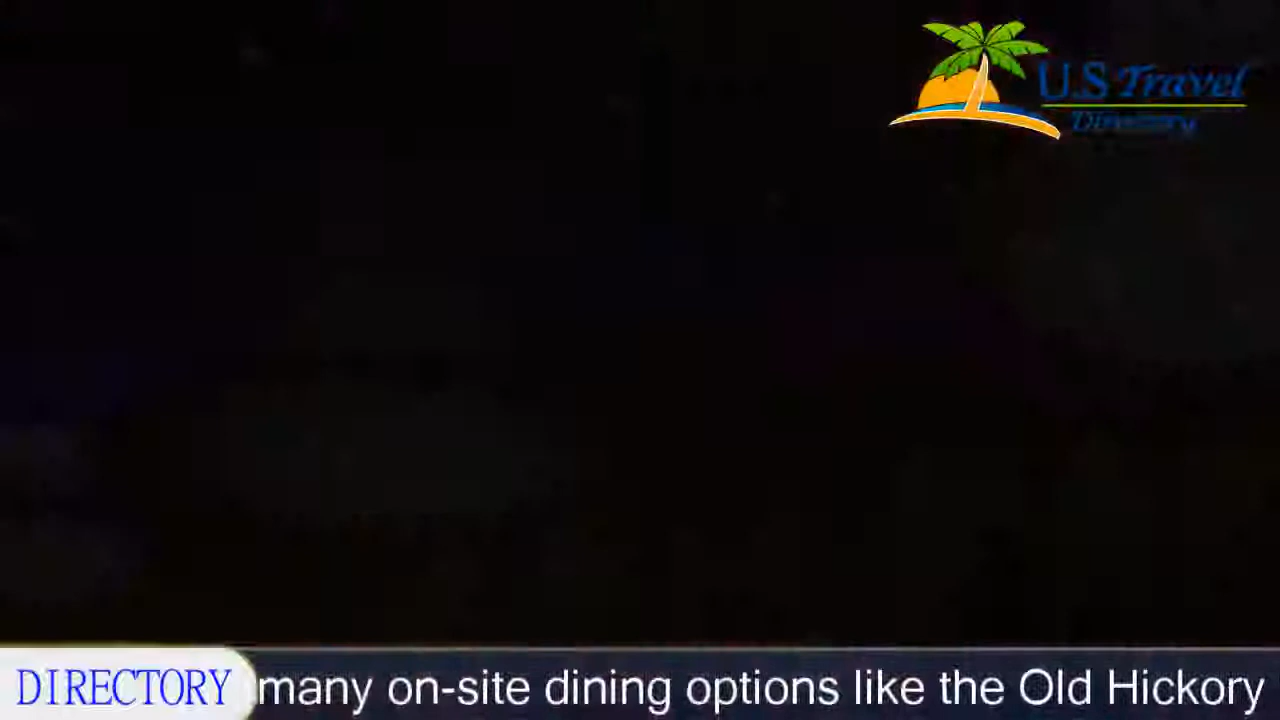 U.S Travel
Directory
DIRECTORY many on-site dining options like the Old Hickory